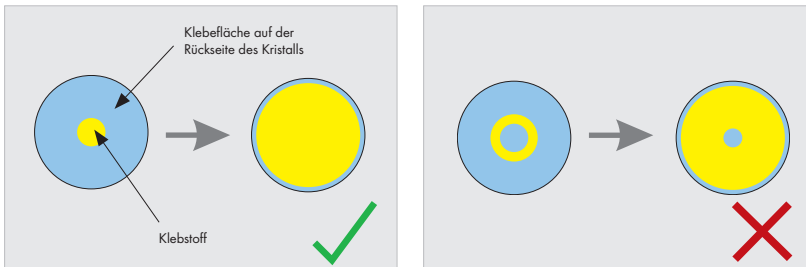 Klebefläche auf der
Rückseite des Kristalls
Klebstoff